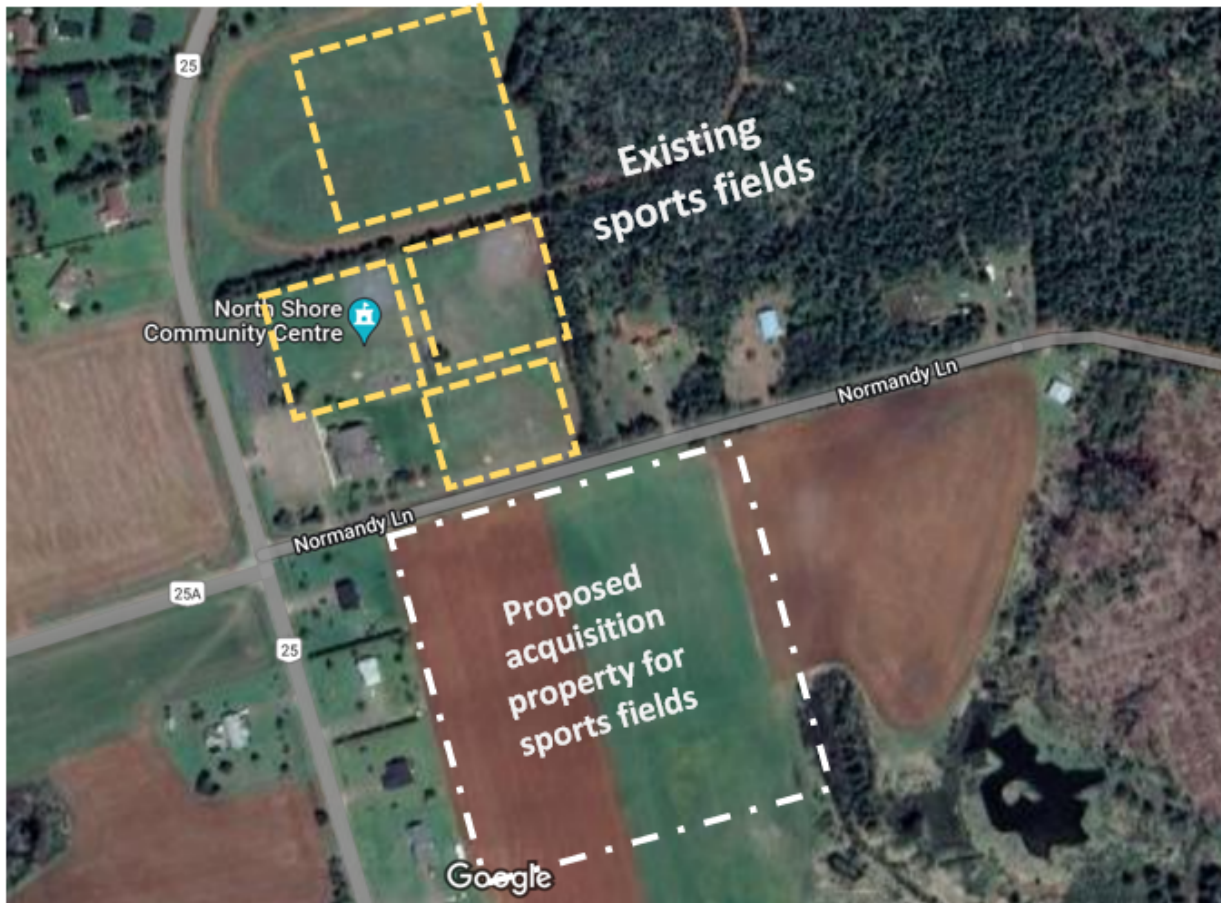 25
Existing
sports fields
North Shore
Community Centre
Normandy Ln
Normandy Ln
25A
25
Proposed
acquisition
property for
sports fields
Google